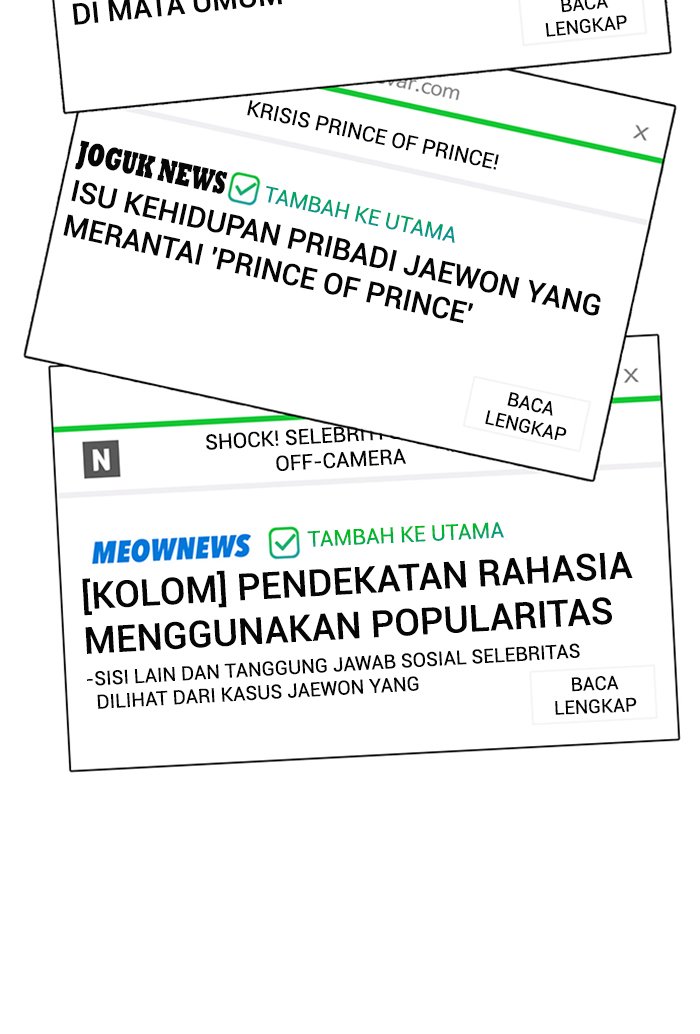 DI MATA UMUM
BACA
LENGKAP
.com
KRISIS PRINCE OF PRINCE!
JOGUK NEWS TAMBAH KE UTAMA
ISU KEHIDUPAN PRIBADI JAEWON YANG
MERANTAI 'PRINCE OF PRINCE'
BACA
LENGKAP
N
SHOCK!
OFF-CAMERA
MEOWNEWS TAMBAH KE UTAMA
[KOLOM] PENDEKATAN RAHASIA
MENGGUNAKAN POPULARITAS
-SISI LAIN DAN TANGGUNG JAWAB SOSIAL SELEBRITAS
DILIHAT DARI KASUS JAEWON YANG
BACA
LENGKAP